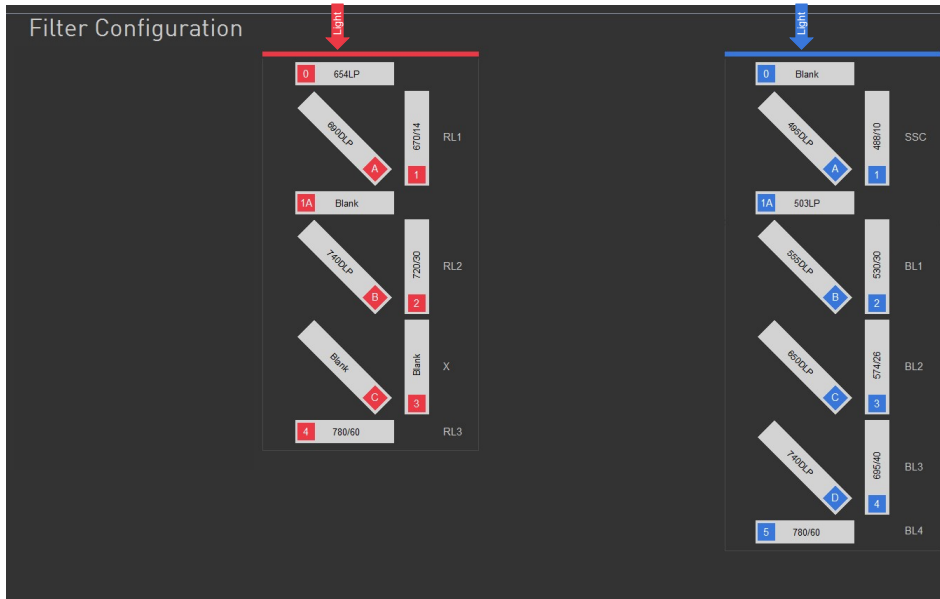 Filter Configuration
Light
0 654LP
690DLP
A
670/14
1
RL1
1A Blank
740DLP
B
720/30
2
RL2
Blank
C
Blank
3
X
4 780/60
RL3
Light
0 Blank
495DLP
A
488/10
1
SSC
1A 503LP
555DLP
B
530/30
2
BL1
650DLP
C
574/26
3
BL2
740DLP
D
695/40
4
BL3
5 780/60
BL4